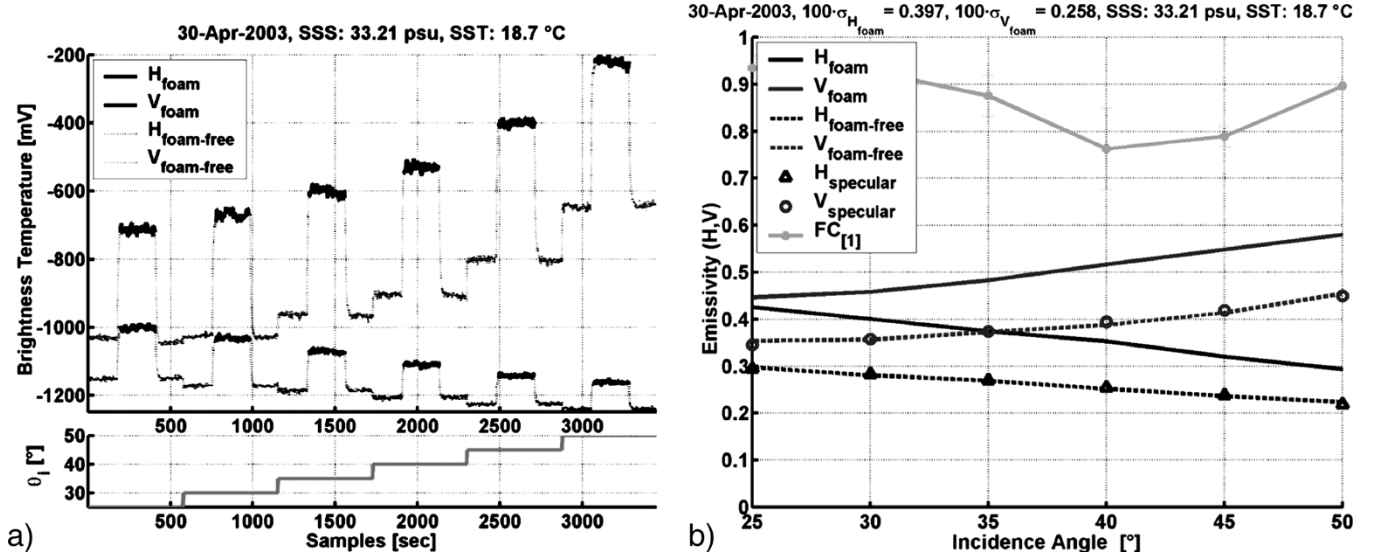 30-Apr-2003, SSS: 33.21 psu, SST: 18.7 °C
Brightness Temperature [mV]
-200
-400
-600
-800
-1000
-1200
H_foam
V_foam
H_foam-free
V_foam-free
500 1000 1500 2000 2500 3000
θ_i [°]
50
40
30
500 1000 1500 2000 2500 3000
Samples [sec]
a)
30-Apr-2003, 100·σ_H_foam = 0.397, 100·σ_V_foam = 0.258, SSS: 33.21 psu, SST: 18.7 °C
Emissivity (H,V)
1
0.9
0.8
0.7
0.6
0.5
0.4
0.3
0.2
0.1
0
H_foam
V_foam
H_foam-free
V_foam-free
H_specular
V_specular
FC_[1]
25 30 35 40 45 50
Incidence Angle [°]
b)